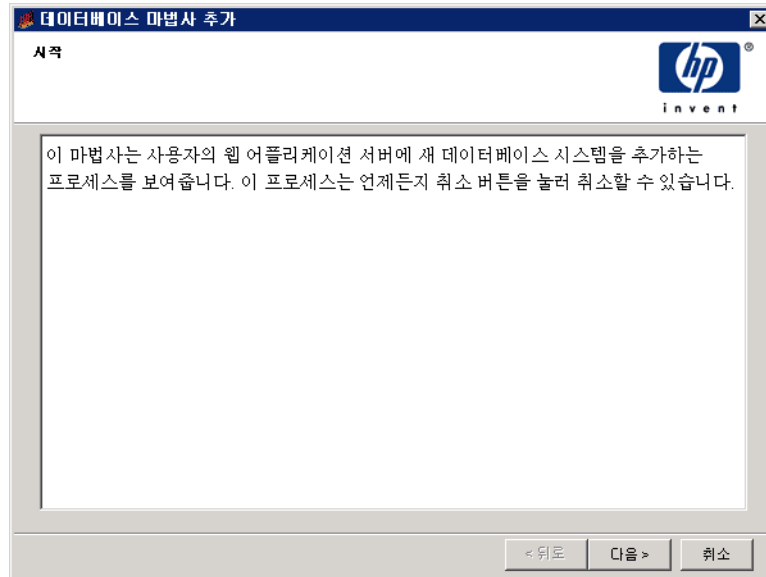 데이터베이스 마법사 추가
시작
hp ®
invent
이 마법사는 사용자의 웹 어플리케이션 서버에 새 데이터베이스 시스템을 추가하는
프로세스를 보여줍니다. 이 프로세스는 언제든지 취소 버튼을 눌러 취소할 수 있습니다.
<뒤로 다음> 취소